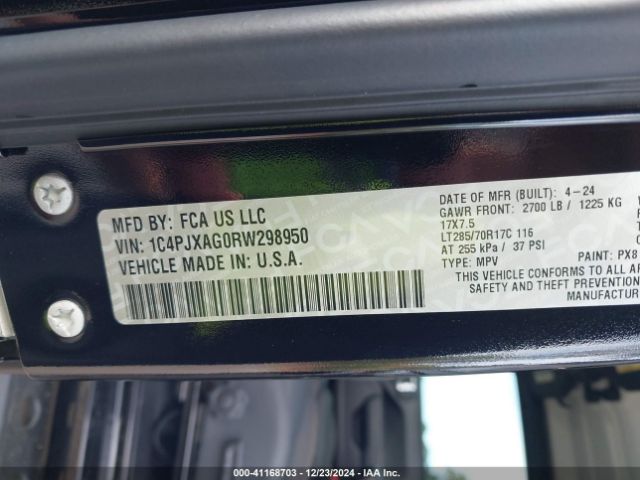 MFD BY: FCA US LLC
VIN: 1C4PJXAG0RW298950
VEHICLE MADE IN: U.S.A.
DATE OF MFR (BUILT): 4-24
GAWR FRONT: 2700 LB / 1225 KG
17X7.5
LT285/70R17C 116
AT 255 kPa / 37 PSI
TYPE: MPV PAINT: PX8
THIS VEHICLE CONFORMS TO ALL A
SAFETY AND THEFT PREVENTION
MANUFACTUR
000-41168703 — 12/23/2024 — IAA Inc.